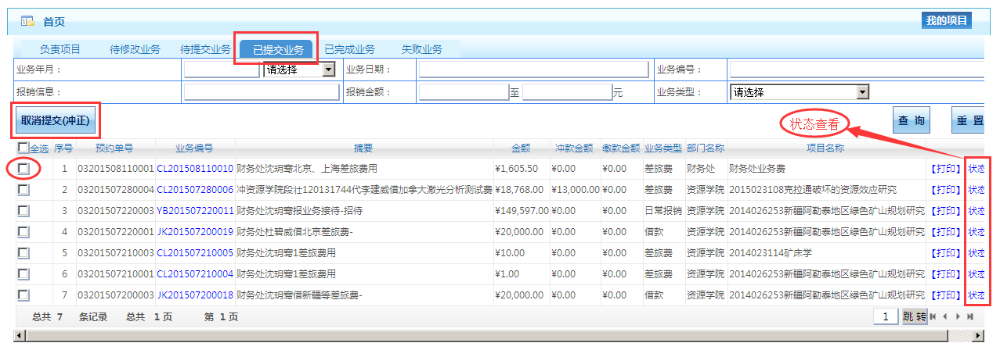 首页 我的项目
负责项目 待修改业务 待提交业务 已提交业务 已完成业务 失败业务
业务年月： 请选择 业务日期： 业务编号：
报销信息： 报销金额： 至 元 业务类型： 请选择
取消提交(冲正) 状态查看 查 询 重 置
全选 序号 预约单号 业务编号 摘要 金额 冲款金额 缴款金额 业务类型 部门名称 项目名称
1 03201508110001 CL201508110010 财务处沈玥骞北京、上海差旅费用 ¥1,605.50 ¥0.00 ¥0.00 差旅费 财务处 财务处业务费 【打印】 状态
2 03201507280004 CL201507280006 冲资源学院段壮120131744代李建威借加拿大激光分析测试费 ¥18,768.00 ¥13,000.00 ¥0.00 差旅费 资源学院 2015023108克拉通破坏的资源效应研究 【打印】 状态
3 03201507220003 YB201507220011 财务处沈玥骞报业务接待-招待 ¥149,597.00 ¥0.00 ¥0.00 日常报销 资源学院 2014026253新疆阿勒泰地区绿色矿山规划研究 【打印】 状态
4 03201507220001 JK201507200019 财务处杜碧威借北京差旅费- ¥20,000.00 ¥0.00 ¥0.00 借款 资源学院 2014026253新疆阿勒泰地区绿色矿山规划研究 【打印】 状态
5 03201507210003 CL201507210005 财务处沈玥骞1差旅费用 ¥10.00 ¥0.00 ¥0.00 差旅费 资源学院 2014023114矿床学 【打印】 状态
6 03201507210001 CL201507210004 财务处沈玥骞1差旅费用 ¥1.00 ¥0.00 ¥0.00 差旅费 资源学院 2014026253新疆阿勒泰地区绿色矿山规划研究 【打印】 状态
7 03201507200003 JK201507200018 财务处沈玥骞借新疆等差旅费- ¥20,000.00 ¥0.00 ¥0.00 借款 资源学院 2014026253新疆阿勒泰地区绿色矿山规划研究 【打印】 状态
总共 7 条记录 总共 1 页 第 1 页 1 跳 转